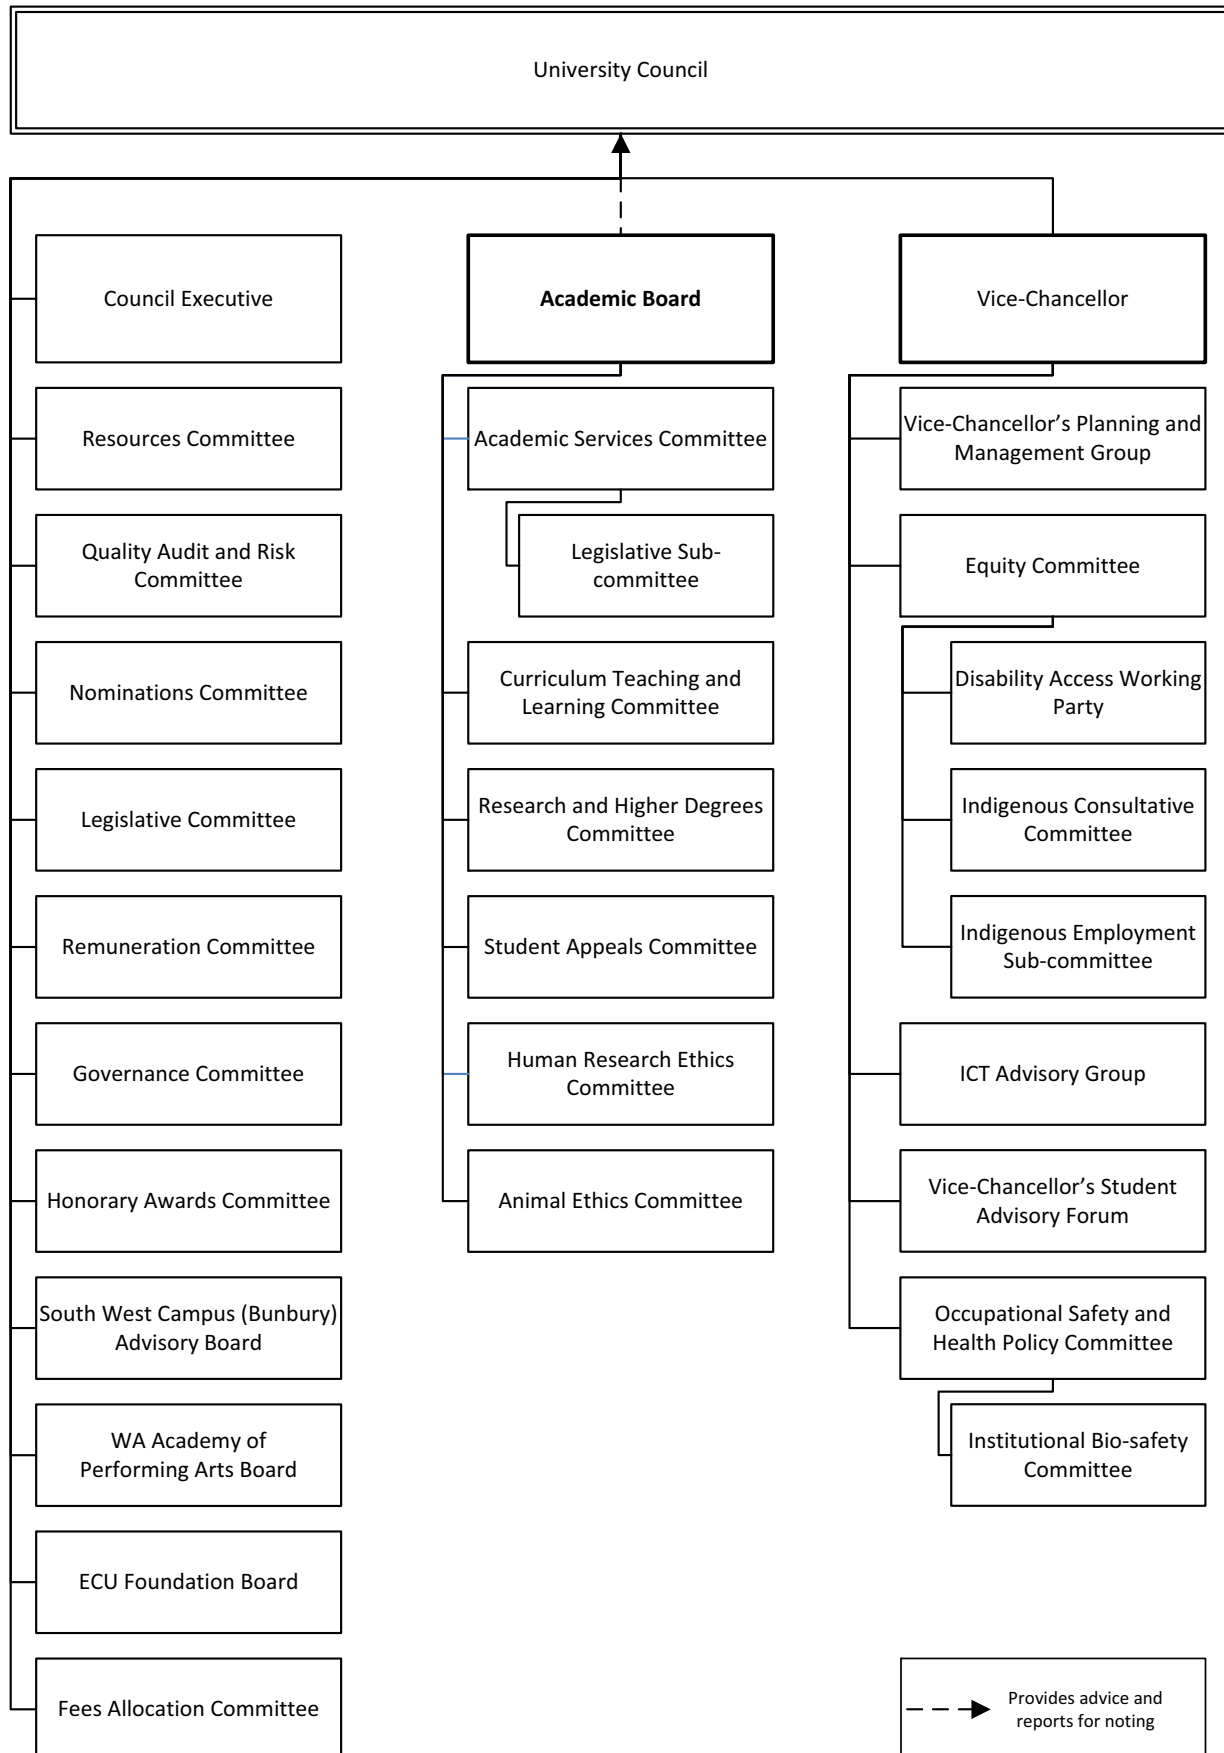 University Council
Council Executive
Resources Committee
Quality Audit and Risk
Committee
Nominations Committee
Legislative Committee
Remuneration Committee
Governance Committee
Honorary Awards Committee
South West Campus (Bunbury)
Advisory Board
WA Academy of
Performing Arts Board
ECU Foundation Board
Fees Allocation Committee
Academic Board
Academic Services Committee
Legislative Sub-
committee
Curriculum Teaching and
Learning Committee
Research and Higher Degrees
Committee
Student Appeals Committee
Human Research Ethics
Committee
Animal Ethics Committee
Vice-Chancellor
Vice-Chancellor’s Planning and
Management Group
Equity Committee
Disability Access Working
Party
Indigenous Consultative
Committee
Indigenous Employment
Sub-committee
ICT Advisory Group
Vice-Chancellor’s Student
Advisory Forum
Occupational Safety and
Health Policy Committee
Institutional Bio-safety
Committee
Provides advice and
reports for noting